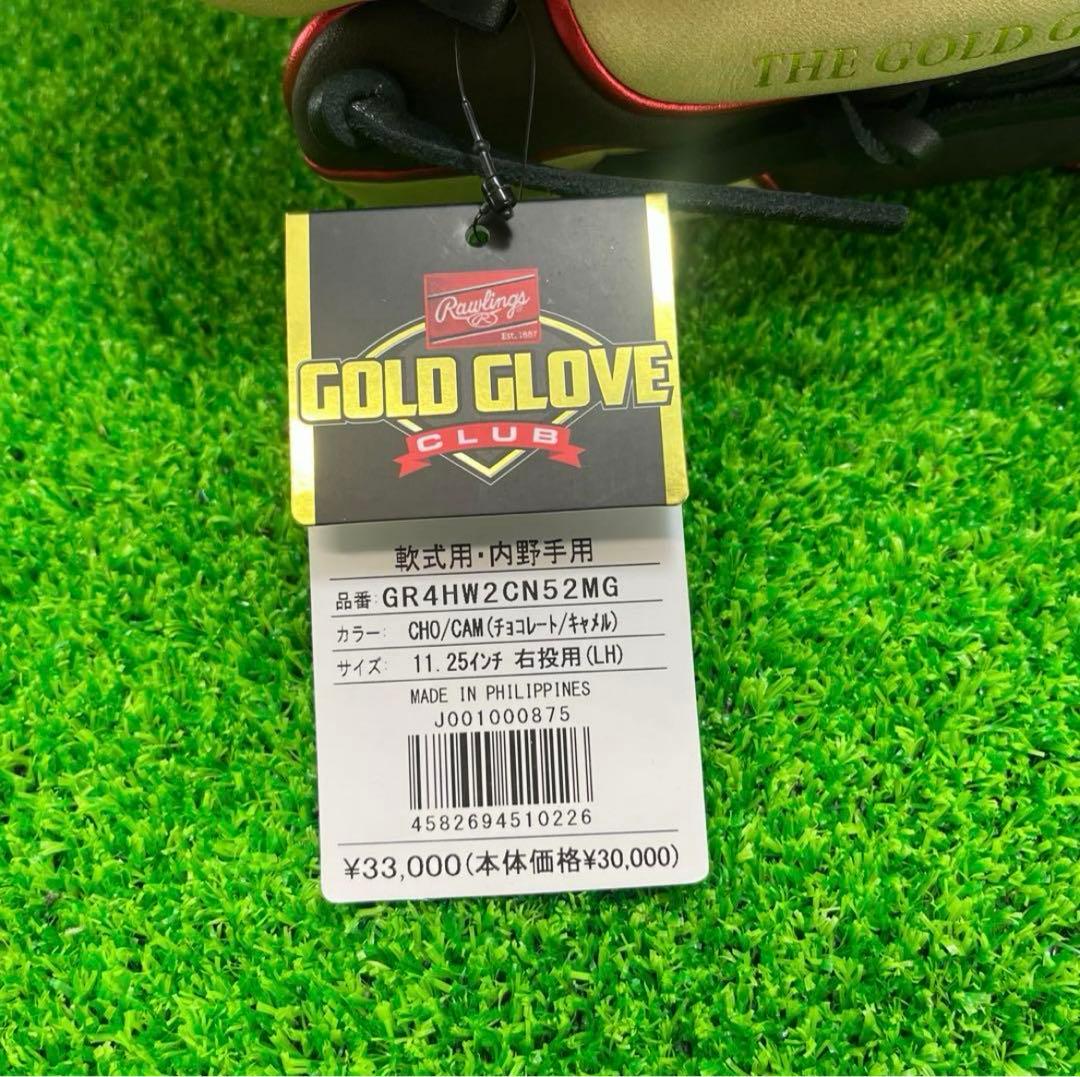 THE GOLD G
Rawlings
R
Est. 1887
GOLD GLOVE
CLUB
軟式用・内野手用
品番: GR4HW2CN52MG
カラー: CHO/CAM(ﾁｮｺﾚｰﾄ/ｷｬﾒﾙ)
サイズ: 11.25ｲﾝﾁ 右投用(LH)
MADE IN PHILIPPINES
J001000875
4582694510226
¥33,000(本体価格¥30,000)